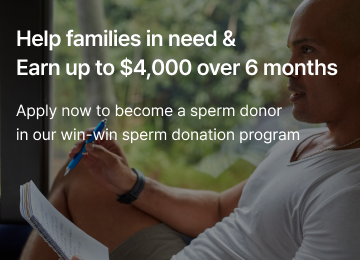 Help families in need &
Earn up to $4,000 over 6 months
Apply now to become a sperm donor
in our win-win sperm donation program